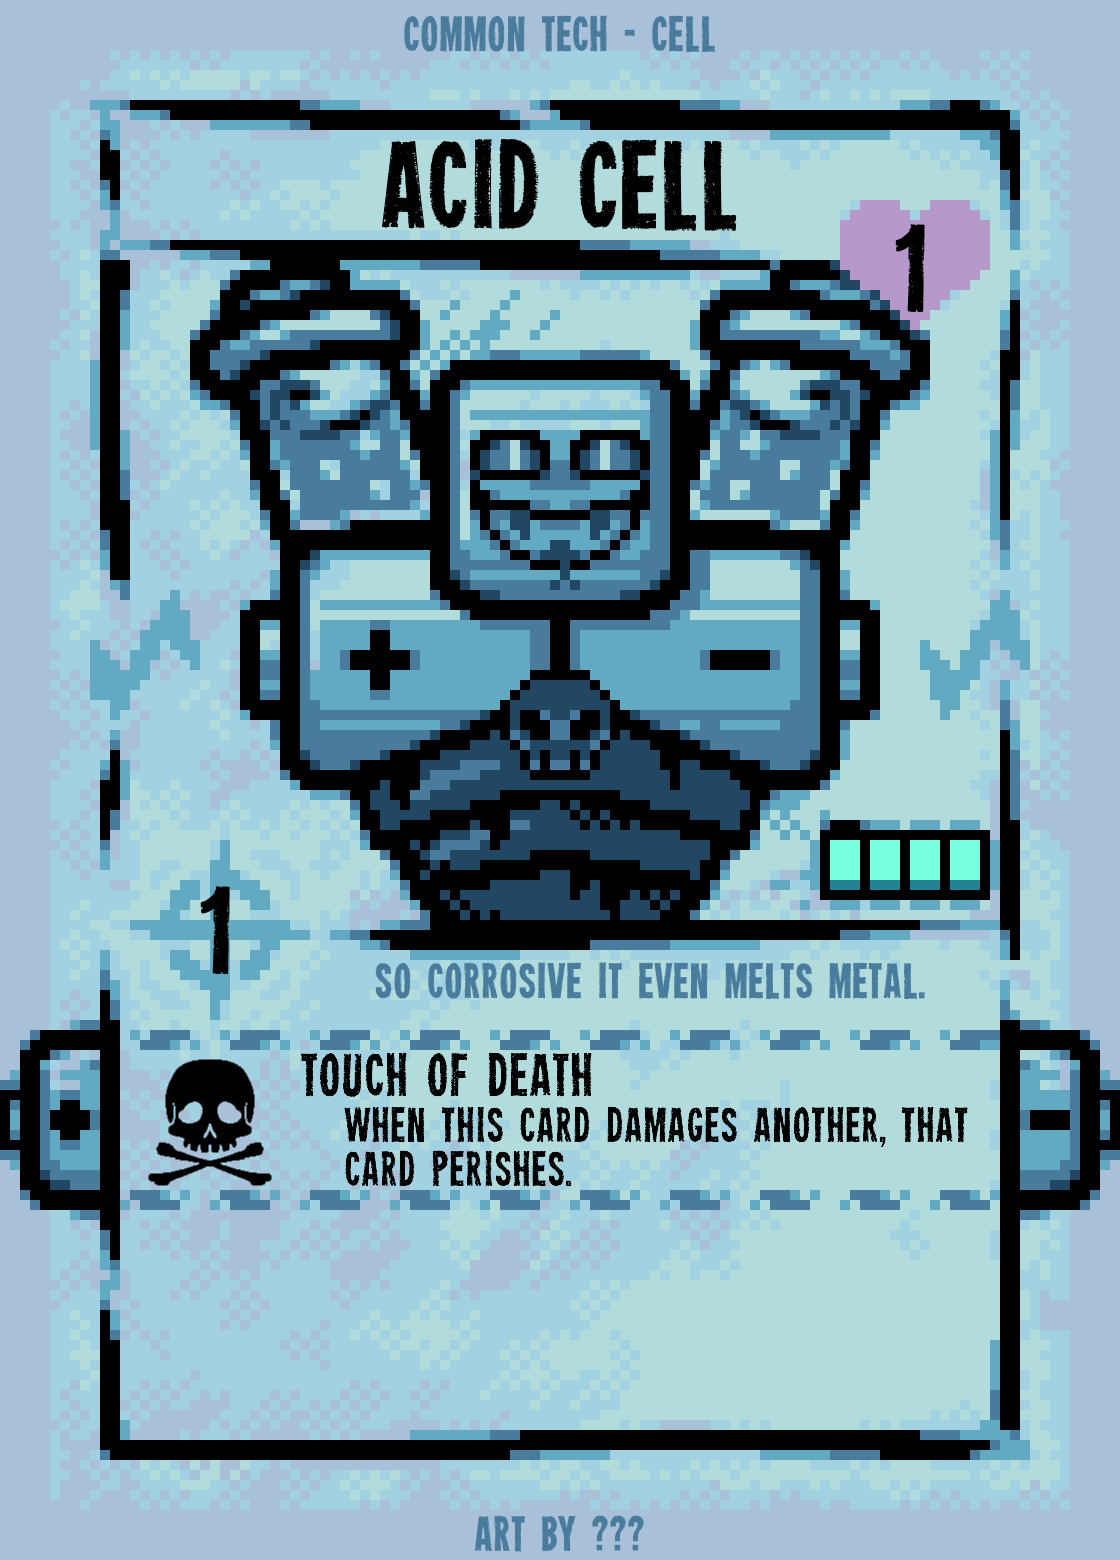 COMMON TECH - CELL
ACID CELL
1
+
-
1
SO CORROSIVE IT EVEN MELTS METAL.
TOUCH OF DEATH
WHEN THIS CARD DAMAGES ANOTHER, THAT
CARD PERISHES.
+
-
ART BY ???